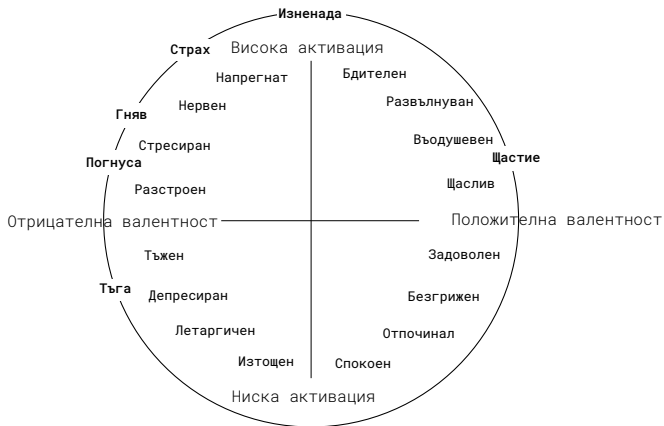 Изненада
Страх
Висока активация
Напрегнат
Бдителен
Нервен
Развълнуван
Гняв
Стресиран
Въодушевен
Погнуса
Щастие
Разстроен
Щаслив
Отрицателна валентност
Положителна валентност
Тъжен
Задоволен
Тъга
Депресиран
Безгрижен
Летаргичен
Отпочинал
Изтощен
Спокоен
Ниска активация